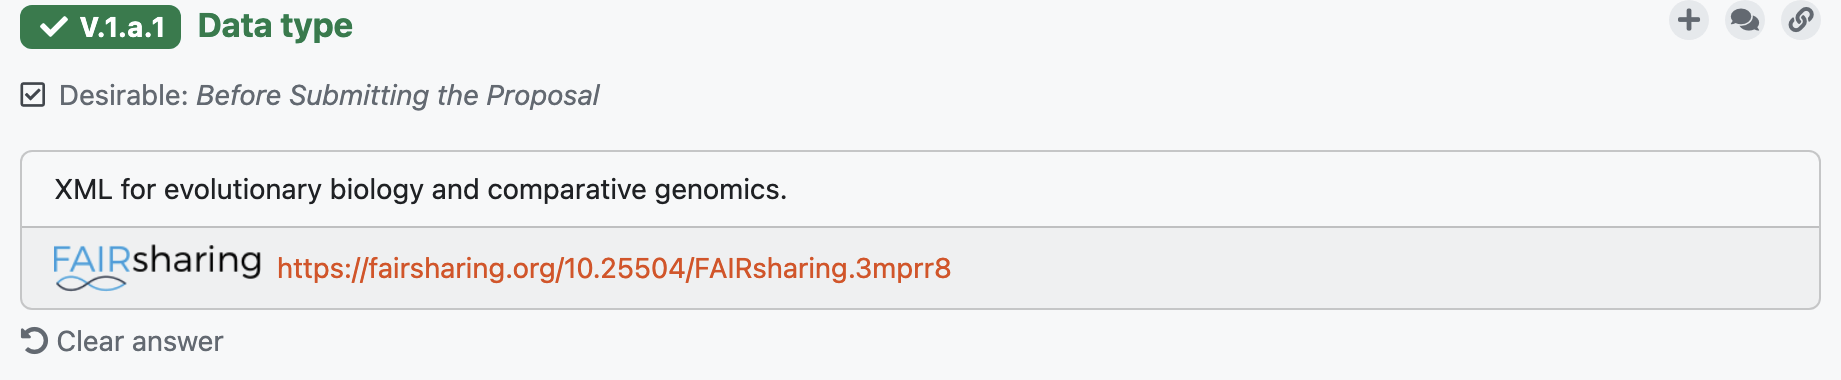 V.1.a.1 Data type
Desirable: Before Submitting the Proposal
XML for evolutionary biology and comparative genomics.
FAIRsharing https://fairsharing.org/10.25504/FAIRsharing.3mprr8
Clear answer